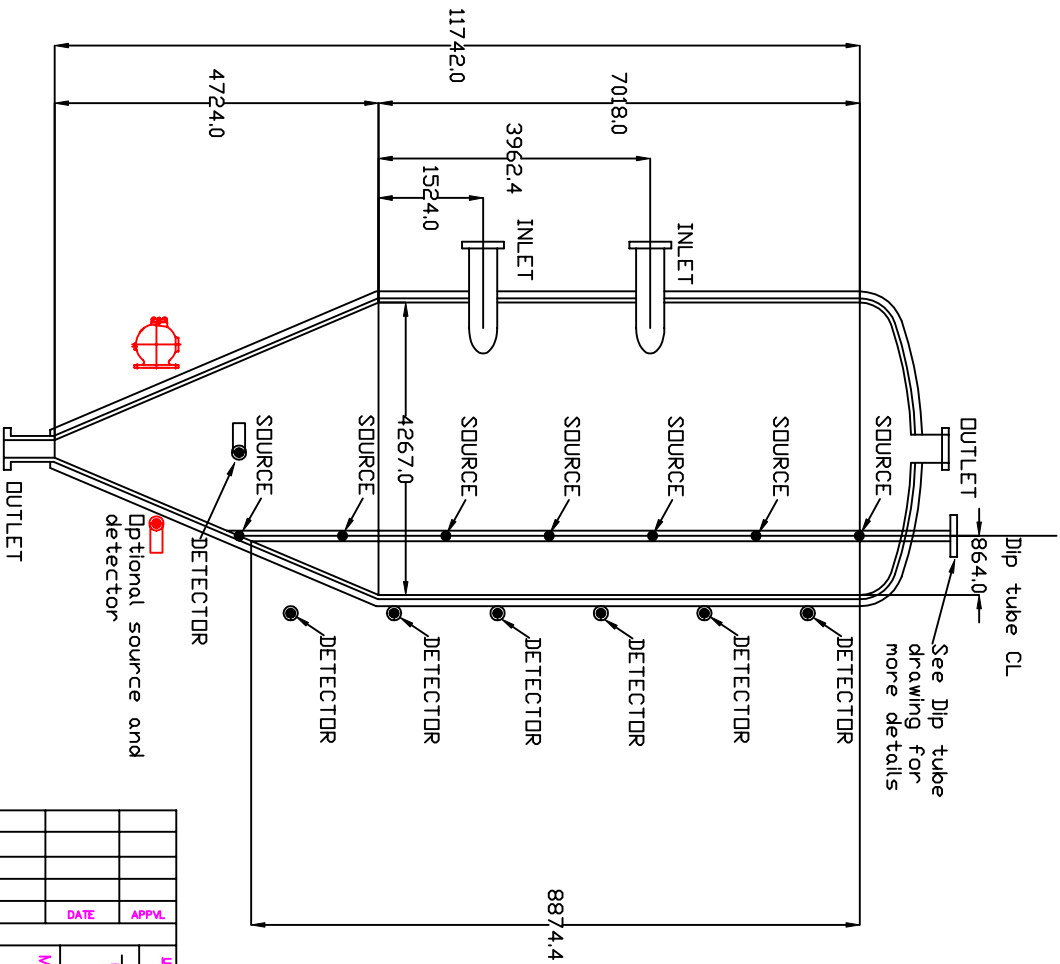 11742.0
4724.0
7018.0
3962.4
1524.0
INLET
INLET
OUTLET
Dip tube CL
864.0
See Dip tube
drawing for
more details
SOURCE
SOURCE
SOURCE
SOURCE
SOURCE
SOURCE
SOURCE
4267.0
DETECTOR
DETECTOR
DETECTOR
DETECTOR
DETECTOR
DETECTOR
DETECTOR
Optional source and
detector
OUTLET
8874.4
DATE
APPVL